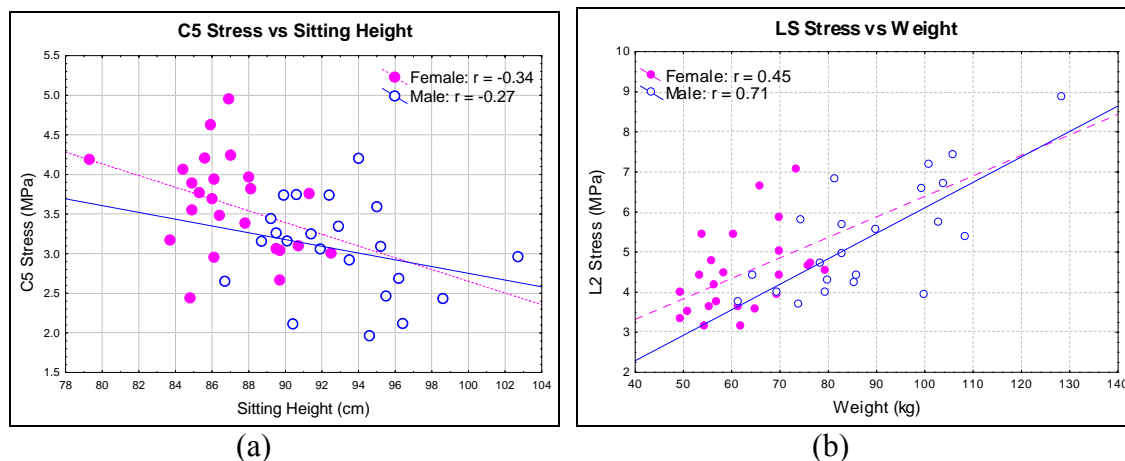 C5 Stress vs Sitting Height
Female: r = -0.34
Male: r = -0.27
5.5
5.0
4.5
4.0
3.5
3.0
2.5
2.0
1.5
C5 Stress (MPa)
78 80 82 84 86 88 90 92 94 96 98 100 102 104
Sitting Height (cm)
(a)
LS Stress vs Weight
Female: r = 0.45
Male: r = 0.71
10
9
8
7
6
5
4
3
2
L2 Stress (MPa)
40 50 60 70 80 90 100 110 120 130 140
Weight (kg)
(b)